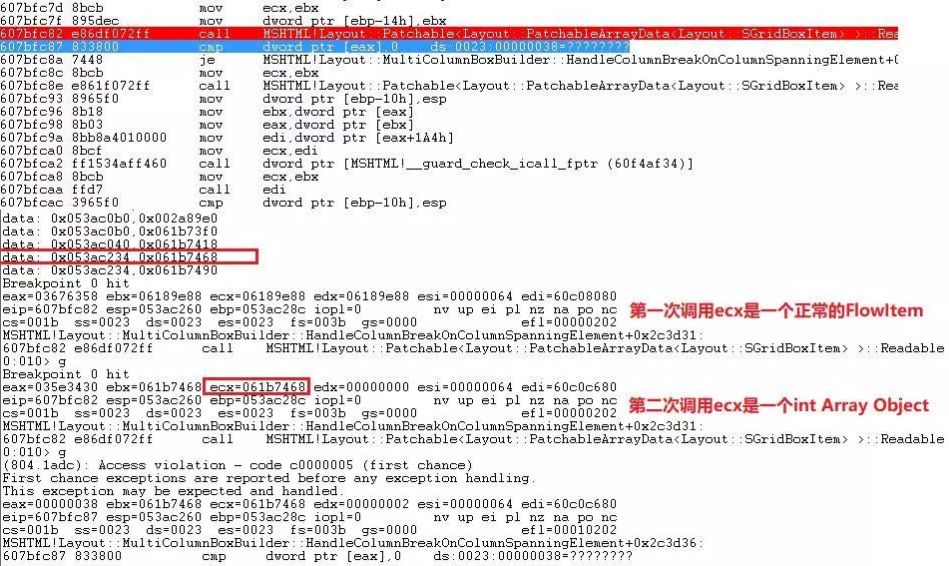 607bfc7d 8bcb mov ecx,ebx
607bfc7f 895dec mov dword ptr [ebp-14h],ebx
607bfc82 e86df072ff call MSHTML!Layout::Patchable<Layout::PatchableArrayData<Layout::SGridBoxItem> >::Reada
607bfc87 833800 cmp dword ptr [eax],0 ds:0023:00000038=????????
607bfc8a 7448 je MSHTML!Layout::MultiColumnBoxBuilder::HandleColumnBreakOnColumnSpanningElement+0
607bfc8c 8bcb mov ecx,ebx
607bfc8e e861f072ff call MSHTML!Layout::Patchable<Layout::PatchableArrayData<Layout::SGridBoxItem> >::Rea
607bfc93 8965f0 mov dword ptr [ebp-10h],esp
607bfc96 8b18 mov ebx,dword ptr [eax]
607bfc98 8b03 mov eax,dword ptr [ebx]
607bfc9a 8bb8a4010000 mov edi,dword ptr [eax+1A4h]
607bfca0 8bcf mov ecx,edi
607bfca2 ff1534aff460 call dword ptr [MSHTML!__guard_check_icall_fptr (60f4af34)]
607bfca8 8bcb mov ecx,ebx
607bfcaa ffd7 call edi
607bfcac 3965f0 cmp dword ptr [ebp-10h],esp
data: 0x053ac0b0,0x002a89e0
data: 0x053ac0b0,0x061b73f0
data: 0x053ac040,0x061b7418
data: 0x053ac234,0x061b7468
data: 0x053ac234,0x061b7490
Breakpoint 0 hit
eax=03676358 ebx=06189e88 ecx=06189e88 edx=06189e88 esi=00000064 edi=60c08080
eip=607bfc82 esp=053ac260 ebp=053ac28c iopl=0 nv up ei pl nz na po nc
cs=001b ss=0023 ds=0023 es=0023 fs=003b gs=0000 efl=00000202
MSHTML!Layout::MultiColumnBoxBuilder::HandleColumnBreakOnColumnSpanningElement+0x2c3d31:
607bfc82 e86df072ff call MSHTML!Layout::Patchable<Layout::PatchableArrayData<Layout::SGridBoxItem> >::Readable
第一次调用ecx是一个正常的FlowItem
0:010> g
Breakpoint 0 hit
eax=035e3430 ebx=061b7468 ecx=061b7468 edx=00000000 esi=00000064 edi=60c0c680
eip=607bfc82 esp=053ac260 ebp=053ac28c iopl=0 nv up ei pl nz na po nc
cs=001b ss=0023 ds=0023 es=0023 fs=003b gs=0000 efl=00000202
MSHTML!Layout::MultiColumnBoxBuilder::HandleColumnBreakOnColumnSpanningElement+0x2c3d31:
607bfc82 e86df072ff call MSHTML!Layout::Patchable<Layout::PatchableArrayData<Layout::SGridBoxItem> >::Readable
第二次调用ecx是一个int Array Object
0:010> g
(804.1adc): Access violation - code c0000005 (first chance)
First chance exceptions are reported before any exception handling.
This exception may be expected and handled.
eax=00000038 ebx=061b7468 ecx=061b7468 edx=00000002 esi=00000064 edi=60c0c680
eip=607bfc87 esp=053ac260 ebp=053ac28c iopl=0 nv up ei pl nz na po nc
cs=001b ss=0023 ds=0023 es=0023 fs=003b gs=0000 efl=00010202
MSHTML!Layout::MultiColumnBoxBuilder::HandleColumnBreakOnColumnSpanningElement+0x2c3d36:
607bfc87 833800 cmp dword ptr [eax],0 ds:0023:00000038=????????